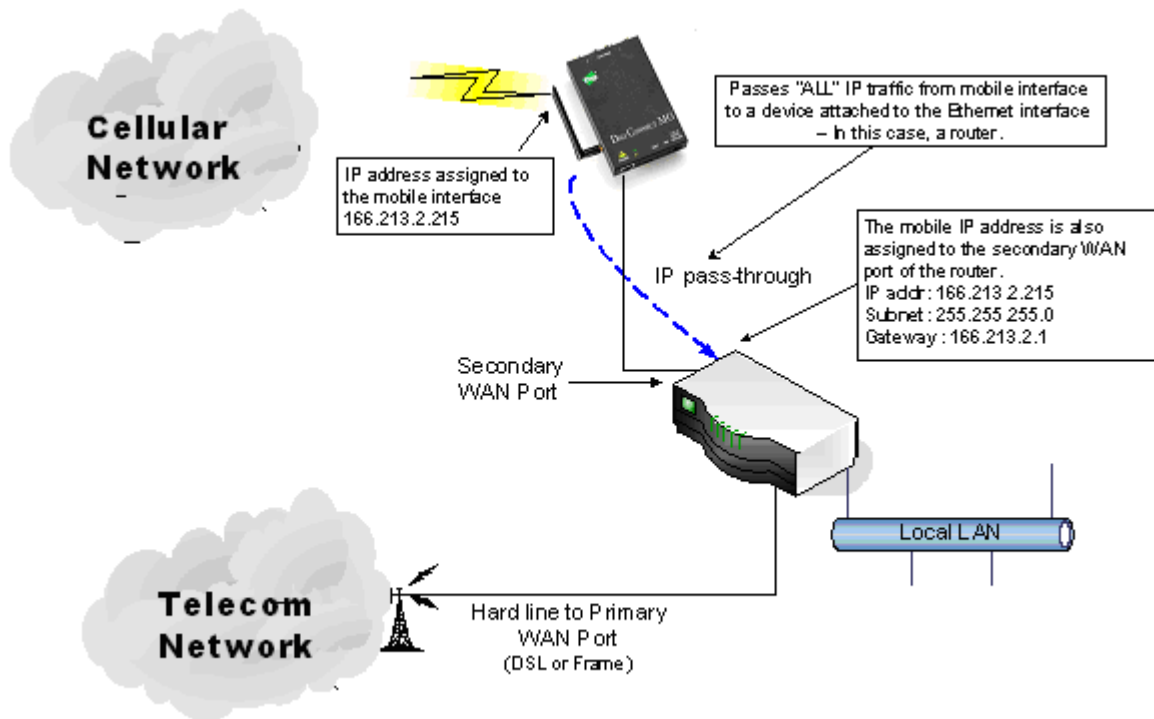 Cellular
Network
Passes "ALL" IP traffic from mobile interface
to a device attached to the Ethernet interface
– In this case, a router.
IP address assigned to
the mobile interface
166.213.2.215
The mobile IP address is also
assigned to the secondary WAN
port of the router.
IP addr: 166.213.2.215
Subnet: 255.255.255.0
Gateway: 166.213.2.1
IP pass-through
Secondary
WAN Port
Local LAN
Telecom
Network
Hard line to Primary
WAN Port
(DSL or Frame)